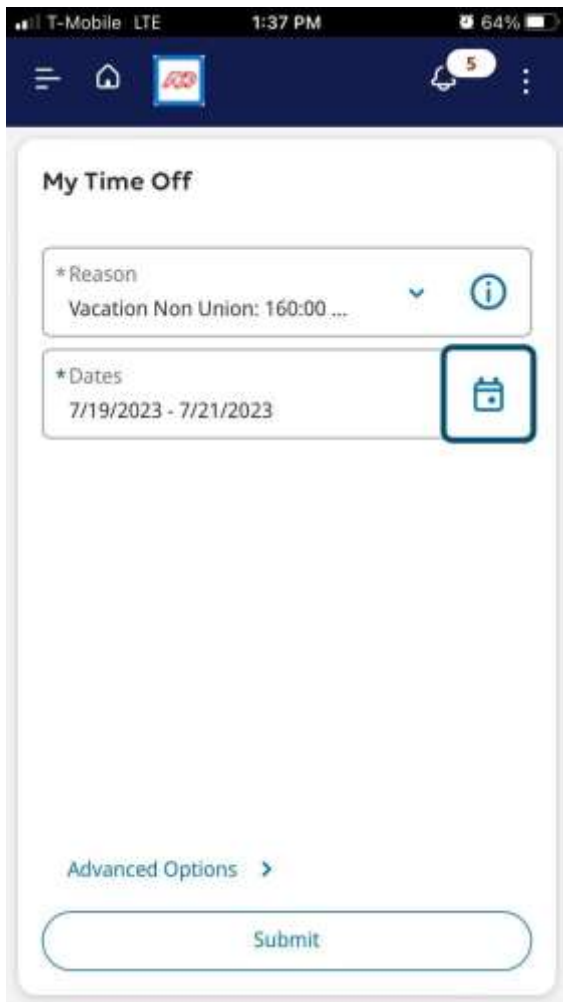 T-Mobile LTE 1:37 PM 64%
ADP 5
My Time Off
*Reason
Vacation Non Union: 160:00 ...
*Dates
7/19/2023 - 7/21/2023
Advanced Options
Submit